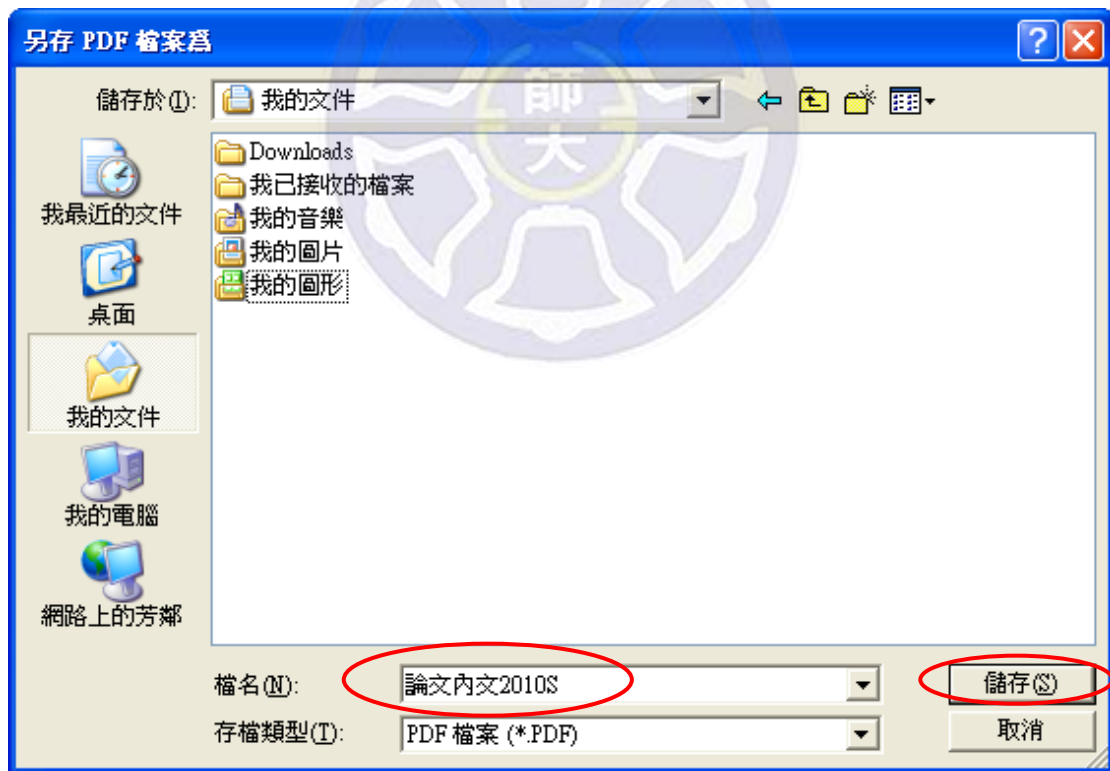 另存 PDF 檔案為
儲存於(I): 我的文件
Downloads
我已接收的檔案
我的音樂
我的圖片
我的圖形
我最近的文件
桌面
我的文件
我的電腦
網路上的芳鄰
檔名(N): 論文內文2010S 儲存(S)
存檔類型(T): PDF 檔案 (*.PDF) 取消
師大